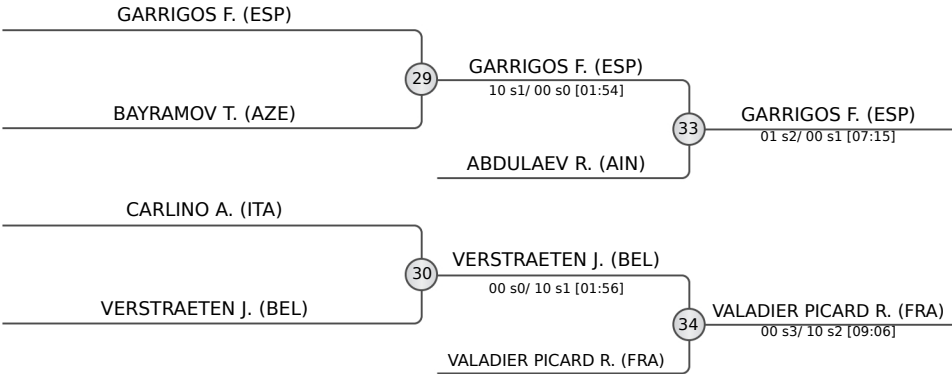 GARRIGOS F. (ESP)
BAYRAMOV T. (AZE)
29
GARRIGOS F. (ESP)
10 s1/ 00 s0 [01:54]
ABDULAEV R. (AIN)
33
GARRIGOS F. (ESP)
01 s2/ 00 s1 [07:15]
CARLINO A. (ITA)
VERSTRAETEN J. (BEL)
30
VERSTRAETEN J. (BEL)
00 s0/ 10 s1 [01:56]
VALADIER PICARD R. (FRA)
34
VALADIER PICARD R. (FRA)
00 s3/ 10 s2 [09:06]